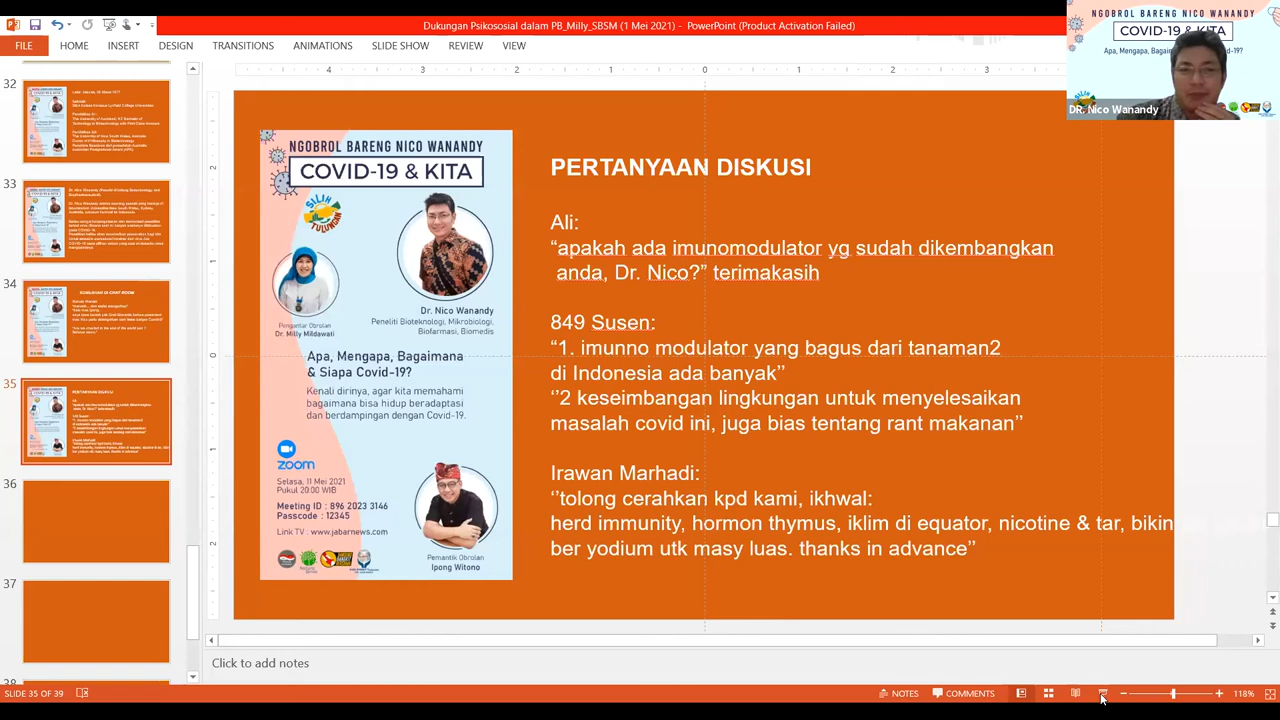 Dukungan Psikososial dalam PB_Milly_SBSM (1 Mei 2021) - PowerPoint (Product Activation Failed)
FILE HOME INSERT DESIGN TRANSITIONS ANIMATIONS SLIDE SHOW REVIEW VIEW
NGOBROL BARENG NICO WANANDY
COVID-19 & KITA
DR. Nico Wanandy
32
33
34
35
36
37
NGOBROL BARENG NICO WANANDY
COVID-19 & KITA
SILIH
TULUNGAN
Pengantar Obrolan
Dr. Milly Mildawati
Dr. Nico Wanandy
Peneliti Bioteknologi, Mikrobiologi,
Biofarmasi, Biomedis
Apa, Mengapa, Bagaimana
& Siapa Covid-19?
Kenali dirinya, agar kita memahami
bagaimana bisa hidup beradaptasi
dan berdampingan dengan Covid-19.
zoom
Selasa, 11 Mei 2021
Pukul 20.00 WIB
Meeting ID : 896 2023 3146
Passcode : 12345
Link TV : www.jabarnews.com
Pemantik Obrolan
Ipong Witono
PERTANYAAN DISKUSI
Ali:
“apakah ada imunomodulator yg sudah dikembangkan
anda, Dr. Nico?” terimakasih
849 Susen:
“1. imunno modulator yang bagus dari tanaman2
di Indonesia ada banyak’’
‘’2 keseimbangan lingkungan untuk menyelesaikan
masalah covid ini, juga bias tentang rant makanan’’
Irawan Marhadi:
‘’tolong cerahkan kpd kami, ikhwal:
herd immunity, hormon thymus, iklim di equator, nicotine & tar, bikin
ber yodium utk masy luas. thanks in advance’’
Click to add notes
SLIDE 35 OF 39 NOTES COMMENTS 118%